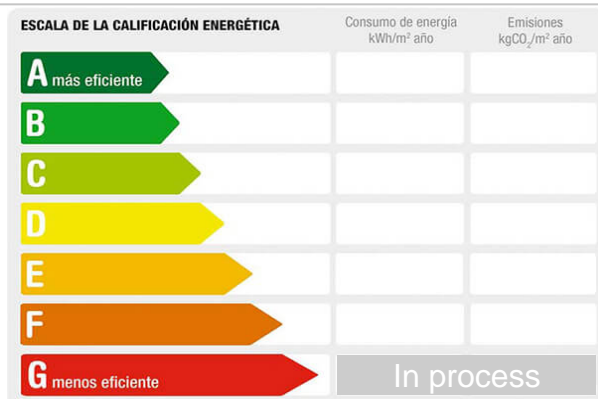 ESCALA DE LA CALIFICACIÓN ENERGÉTICA
Consumo de energía
kWh/m² año
Emisiones
kgCO₂/m² año
A más eficiente
B
C
D
E
F
G menos eficiente
In process